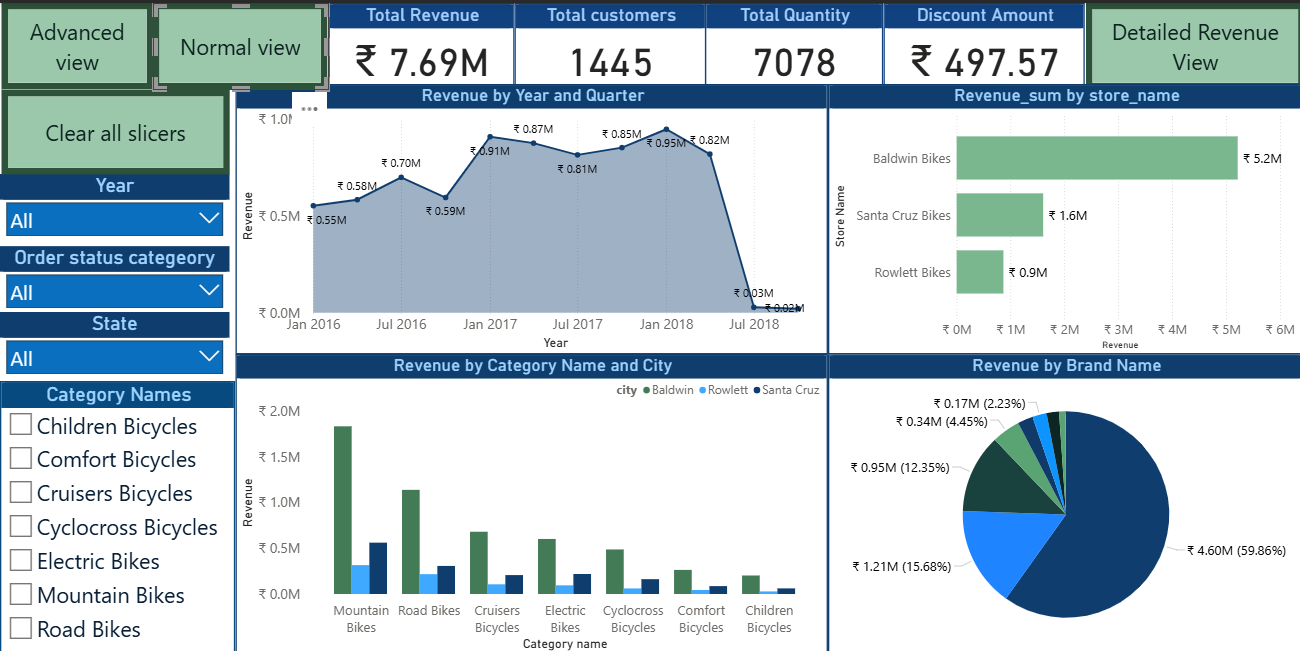 Advanced
view
Normal view
Total Revenue
₹ 7.69M
Total customers
1445
Total Quantity
7078
Discount Amount
₹ 497.57
Detailed Revenue
View
Clear all slicers
Year
All
Order status categeory
All
State
All
Category Names
Children Bicycles
Comfort Bicycles
Cruisers Bicycles
Cyclocross Bicycles
Electric Bikes
Mountain Bikes
Road Bikes
Revenue by Year and Quarter
Revenue
₹ 1.0M
₹ 0.5M
₹ 0.0M
₹ 0.55M
₹ 0.58M
₹ 0.70M
₹ 0.59M
₹ 0.91M
₹ 0.87M
₹ 0.81M
₹ 0.85M
₹ 0.95M
₹ 0.82M
₹ 0.03M
₹ 0.02M
Jan 2016
Jul 2016
Jan 2017
Jul 2017
Jan 2018
Jul 2018
Year
Revenue_sum by store_name
Store Name
Baldwin Bikes
₹ 5.2M
Santa Cruz Bikes
₹ 1.6M
Rowlett Bikes
₹ 0.9M
₹ 0M
₹ 1M
₹ 2M
₹ 3M
₹ 4M
₹ 5M
₹ 6M
Revenue
Revenue by Category Name and City
city Baldwin Rowlett Santa Cruz
Revenue
₹ 2.0M
₹ 1.5M
₹ 1.0M
₹ 0.5M
₹ 0.0M
Mountain
Bikes
Road Bikes
Cruisers
Bicycles
Electric
Bikes
Cyclocross
Bicycles
Comfort
Bicycles
Children
Bicycles
Category name
Revenue by Brand Name
₹ 0.17M (2.23%)
₹ 0.34M (4.45%)
₹ 0.95M (12.35%)
₹ 1.21M (15.68%)
₹ 4.60M (59.86%)